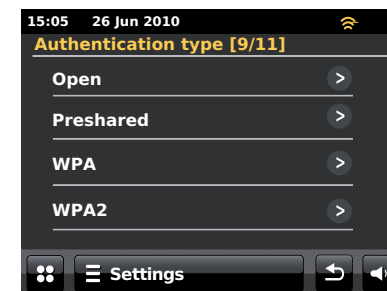 15:05 26 Jun 2010
Authentication type [9/11]
Open
Preshared
WPA
WPA2
Settings